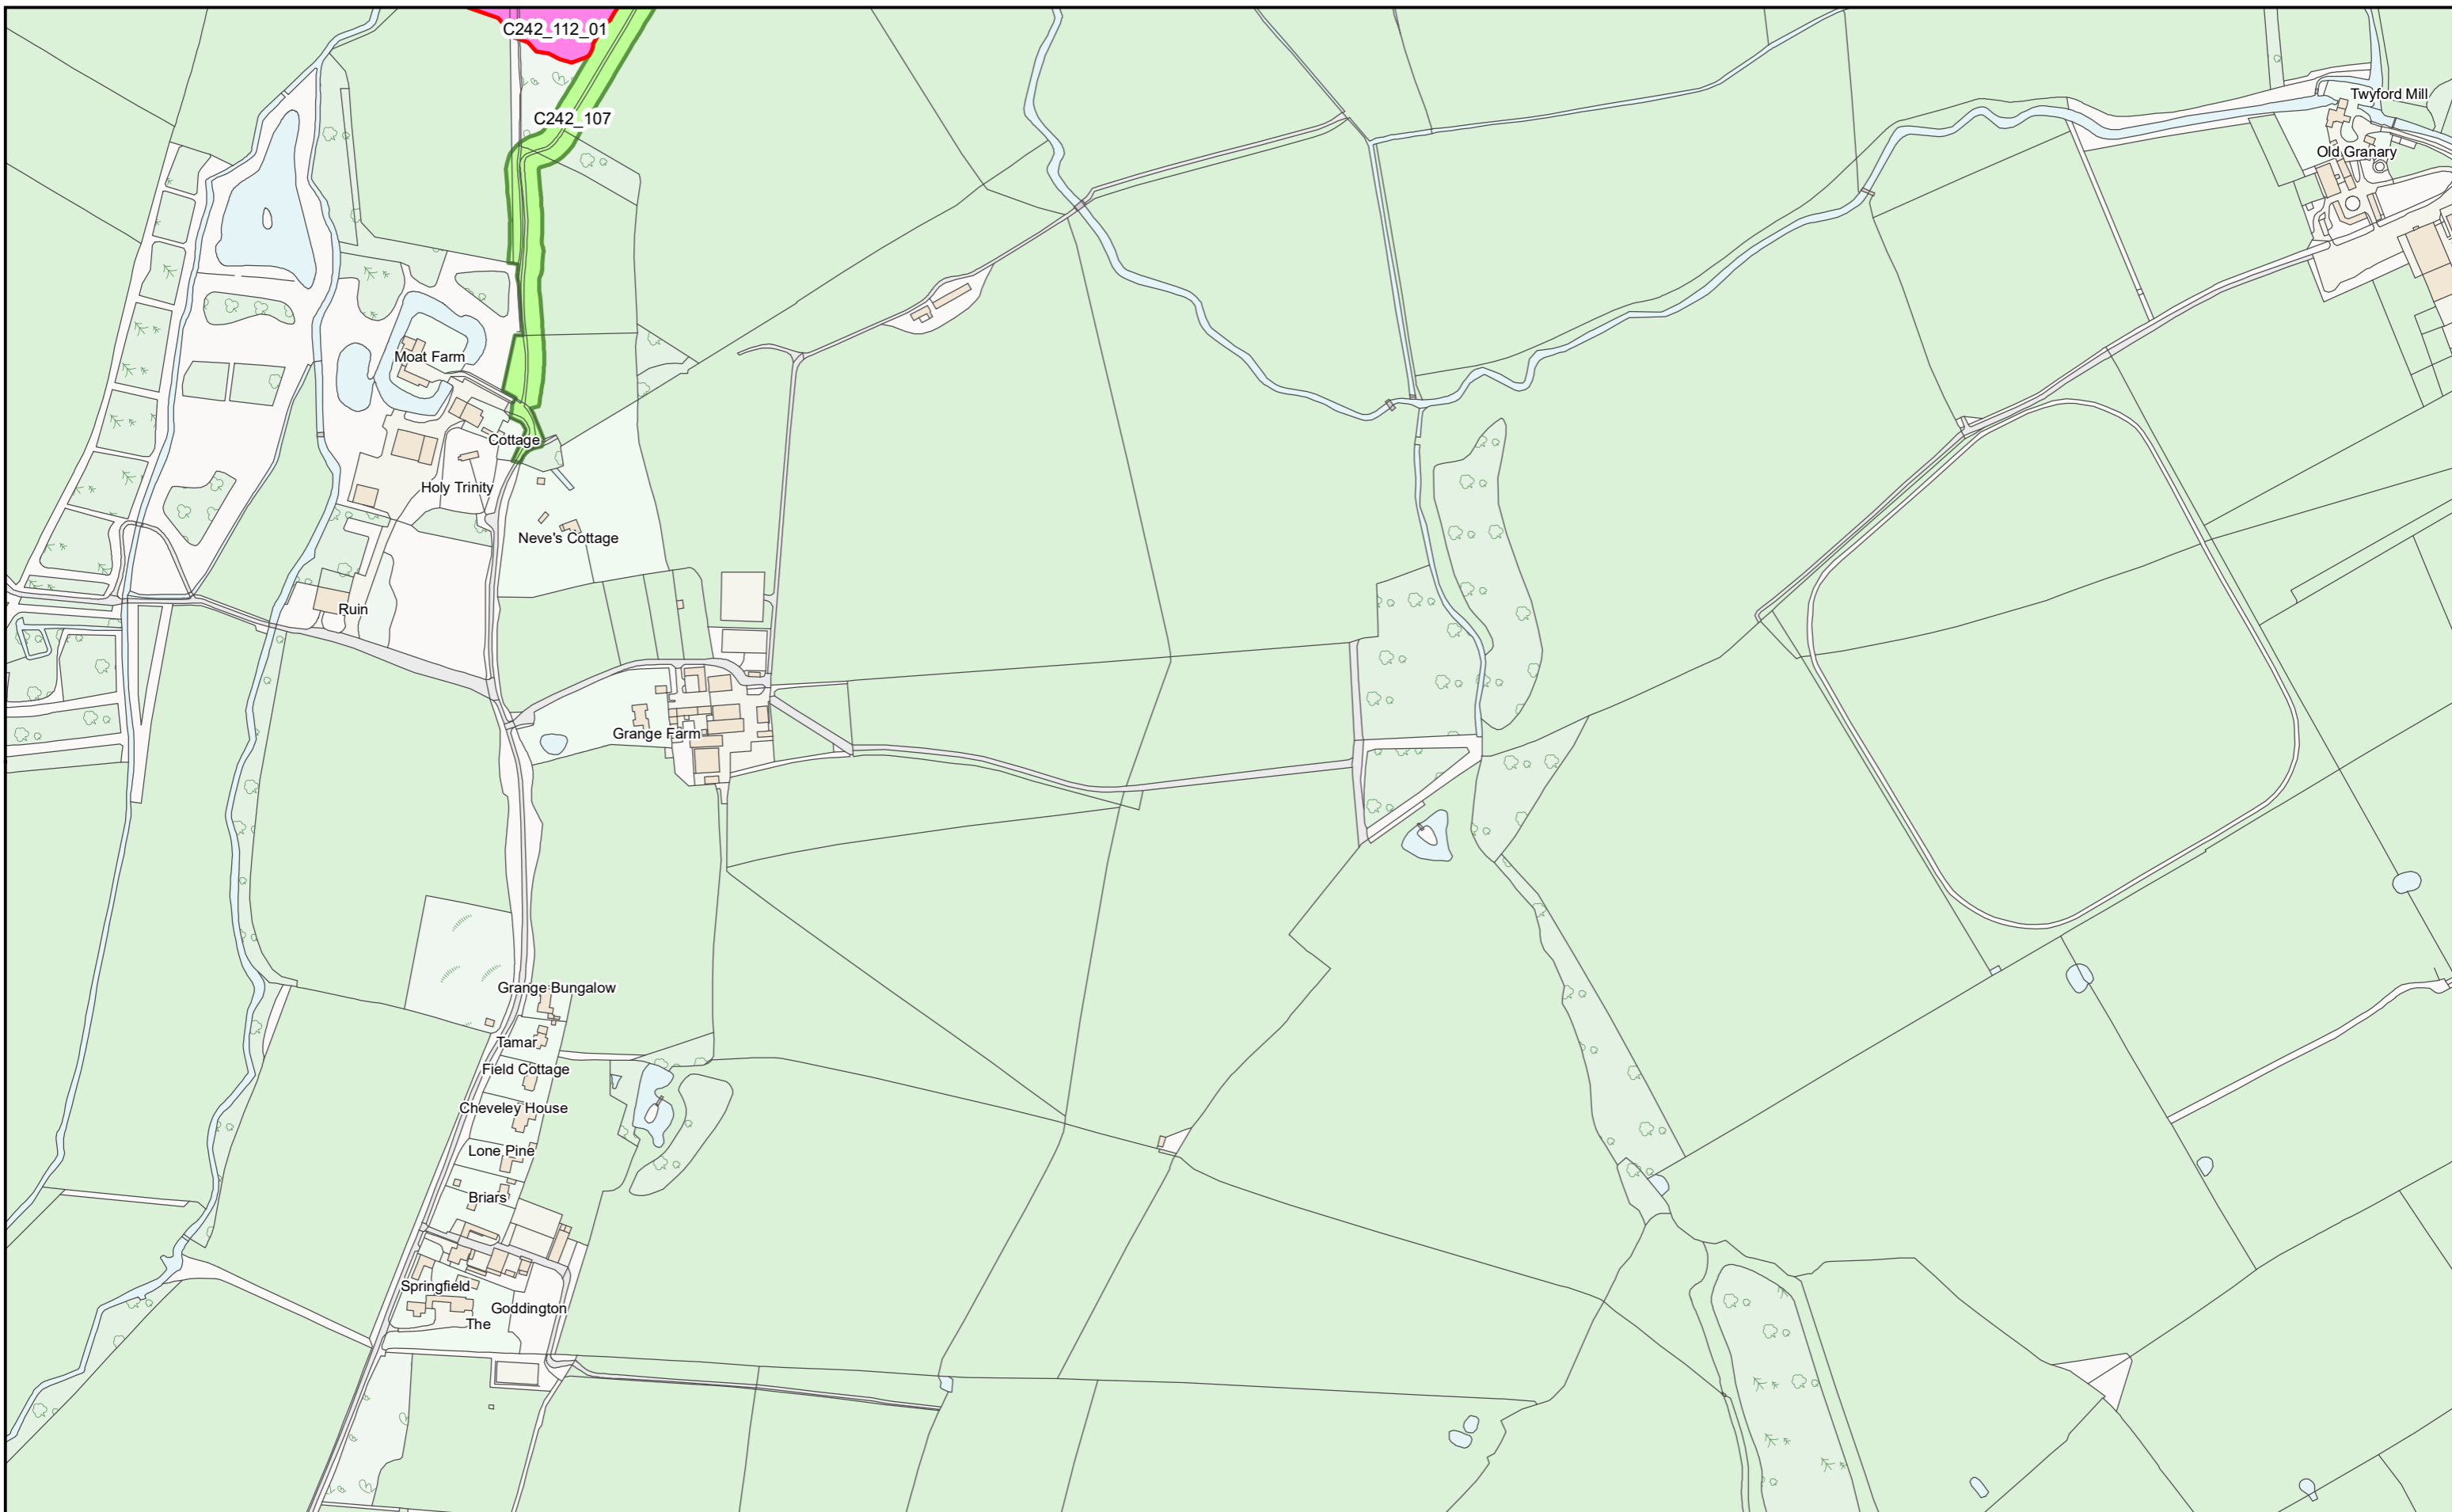 C242_112_01
Twyford Mill
C242_107
Old Granary
Moat Farm
Cottage
Holy Trinity
Neve's Cottage
Ruin
Grange Farm
Grange Bungalow
Tamar
Field Cottage
Cheveley House
Lone Pine
Briars
Springfield
Goddington
The